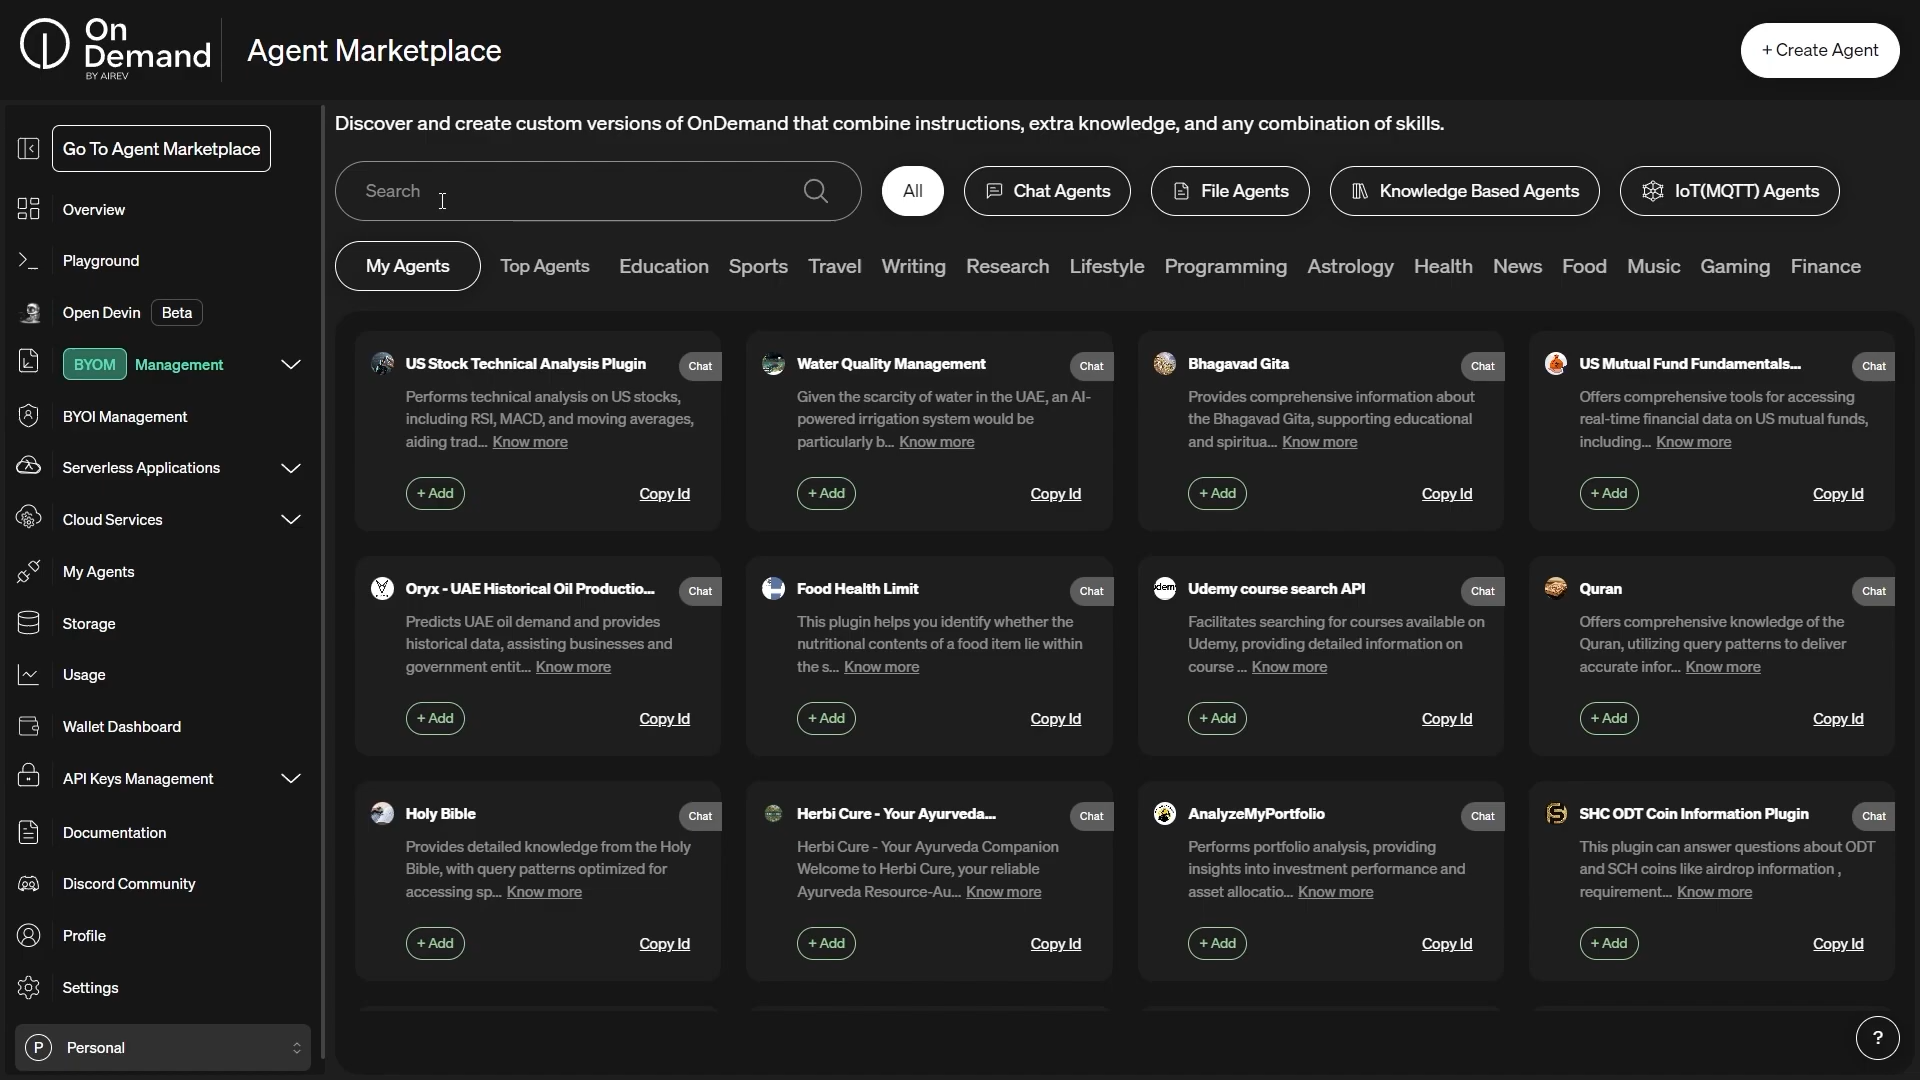 On
Demand
BY AIREV
Agent Marketplace
+ Create Agent
Go To Agent Marketplace
Overview
Playground
Open Devin Beta
BYOM Management
BYOI Management
Serverless Applications
Cloud Services
My Agents
Storage
Usage
Wallet Dashboard
API Keys Management
Documentation
Discord Community
Profile
Settings
P Personal
Discover and create custom versions of OnDemand that combine instructions, extra knowledge, and any combination of skills.
Search
All Chat Agents File Agents Knowledge Based Agents IoT(MQTT) Agents
My Agents Top Agents Education Sports Travel Writing Research Lifestyle Programming Astrology Health News Food Music Gaming Finance
US Stock Technical Analysis Plugin Chat
Performs technical analysis on US stocks,
including RSI, MACD, and moving averages,
aiding trad... Know more
+ Add Copy Id
Water Quality Management Chat
Given the scarcity of water in the UAE, an AI-
powered irrigation system would be
particularly b... Know more
+ Add Copy Id
Bhagavad Gita Chat
Provides comprehensive information about
the Bhagavad Gita, supporting educational
and spiritua... Know more
+ Add Copy Id
US Mutual Fund Fundamentals... Chat
Offers comprehensive tools for accessing
real-time financial data on US mutual funds,
including... Know more
+ Add Copy Id
Oryx - UAE Historical Oil Productio... Chat
Predicts UAE oil demand and provides
historical data, assisting businesses and
government entit... Know more
+ Add Copy Id
Food Health Limit Chat
This plugin helps you identify whether the
nutritional contents of a food item lie within
the s... Know more
+ Add Copy Id
Udemy course search API Chat
Facilitates searching for courses available on
Udemy, providing detailed information on
course ... Know more
+ Add Copy Id
Quran Chat
Offers comprehensive knowledge of the
Quran, utilizing query patterns to deliver
accurate infor... Know more
+ Add Copy Id
Holy Bible Chat
Provides detailed knowledge from the Holy
Bible, with query patterns optimized for
accessing sp... Know more
+ Add Copy Id
Herbi Cure - Your Ayurveda... Chat
Herbi Cure - Your Ayurveda Companion
Welcome to Herbi Cure, your reliable
Ayurveda Resource-Au... Know more
+ Add Copy Id
AnalyzeMyPortfolio Chat
Performs portfolio analysis, providing
insights into investment performance and
asset allocatio... Know more
+ Add Copy Id
SHC ODT Coin Information Plugin Chat
This plugin can answer questions about ODT
and SCH coins like airdrop information ,
requirement... Know more
+ Add Copy Id
?